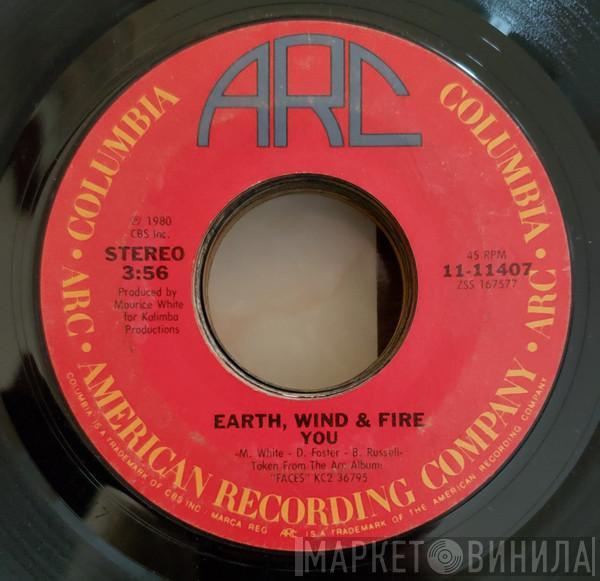 ARC
COLUMBIA • ARC • AMERICAN RECORDING COMPANY • ARC • COLUMBIA
℗ 1980
CBS Inc.
STEREO
3:56
Produced by
Maurice White
for Kalimba
Productions
45 RPM
11-11407
ZSS 167577
EARTH, WIND & FIRE
YOU
-M. White - D. Foster - B. Russell-
Taken From The Arc Album:
"FACES" KC2 36795
COLUMBIA IS A TRADEMARK OF CBS INC. MARCA REG. ARC IS A TRADEMARK OF THE AMERICAN RECORDING COMPANY
МАРКЕТ ВИНИЛА